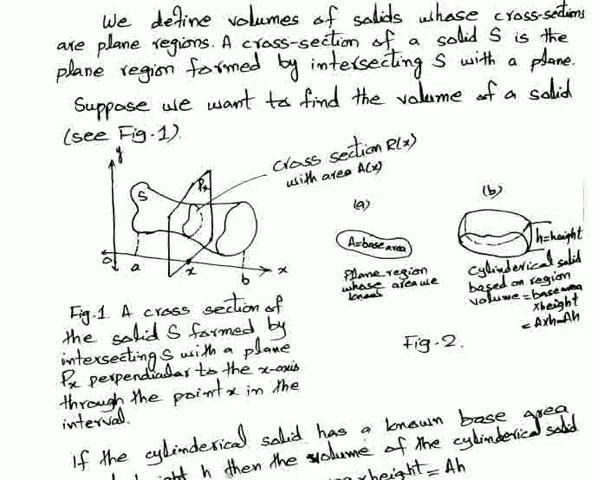 We define volumes of solids whose cross-sections
are plane regions. A cross-section of a solid S is the
plane region formed by intersecting S with a plane.
Suppose we want to find the volume of a solid
(see Fig.1).
y
Px
S
Cross section R(x)
with area A(x)
0
a
x
b
x
(a)
A=base area
Plane region
whose area we
know
(b)
h=height
Cylinderical solid
based on region
volume = base area
x height
= Axh=Ah
Fig.1. A cross section of
the solid S formed by
intersecting S with a plane
Px perpendicular to the x-axis
through the point x in the
interval.
Fig-2.
If the cylinderical solid has a known base area
h then the volume of the cylinderical solid
x height = Ah